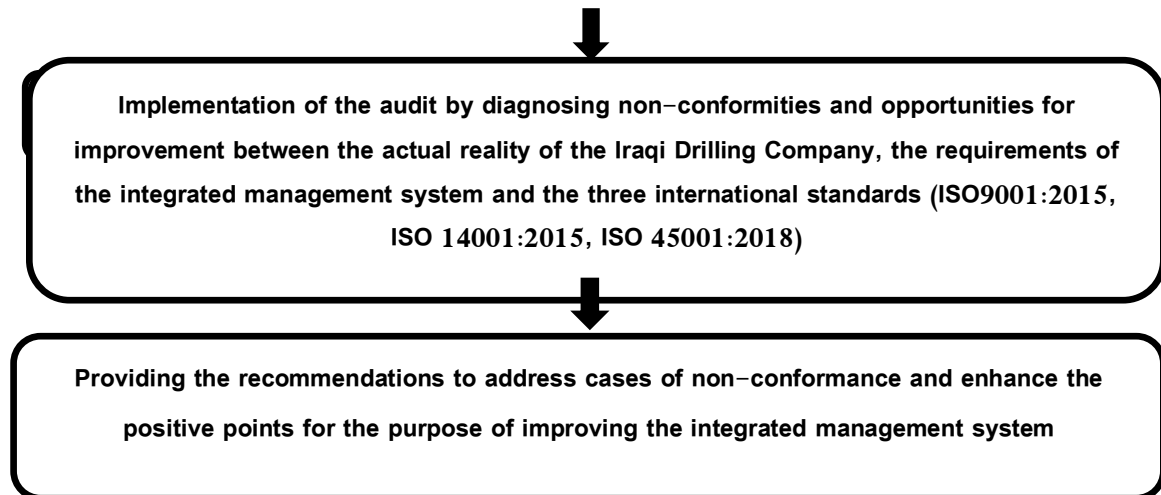 Implementation of the audit by diagnosing non-conformities and opportunities for
improvement between the actual reality of the Iraqi Drilling Company, the requirements of
the integrated management system and the three international standards (ISO9001:2015,
ISO 14001:2015, ISO 45001:2018)
Providing the recommendations to address cases of non-conformance and enhance the
positive points for the purpose of improving the integrated management system